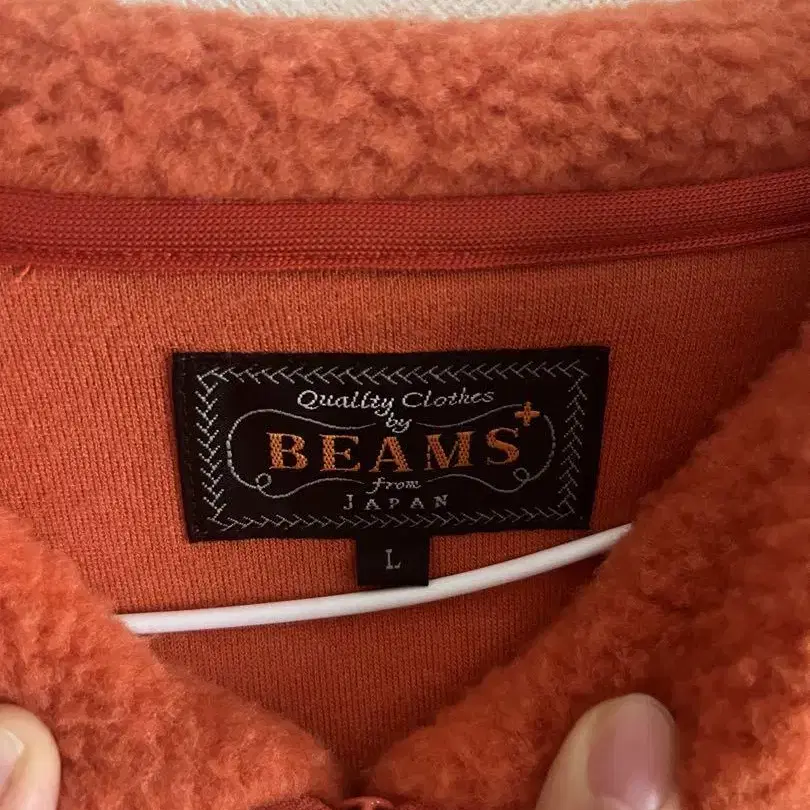 Quality Clothes
by
BEAMS+
from
JAPAN
L